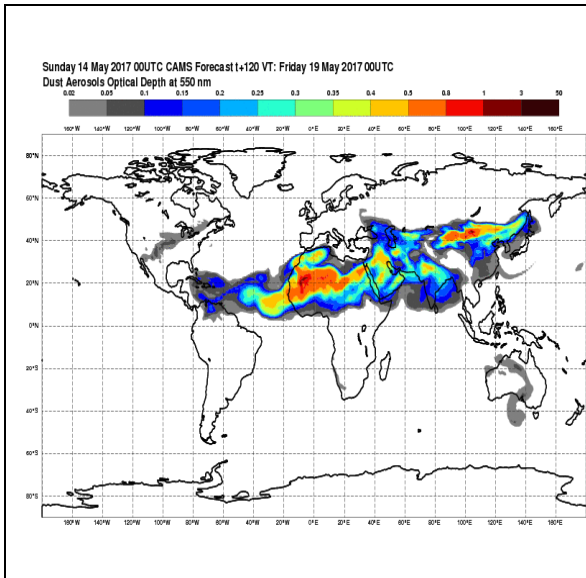 Sunday 14 May 2017 00UTC CAMS Forecast t+120 VT: Friday 19 May 2017 00UTC
Dust Aerosols Optical Depth at 550 nm
0.02 0.05 0.1 0.15 0.2 0.25 0.3 0.35 0.4 0.5 0.8 1 3 50
160°W 140°W 120°W 100°W 80°W 60°W 40°W 20°W 0°E 20°E 40°E 60°E 80°E 100°E 120°E 140°E 160°E
80°N
60°N
40°N
20°N
0°N
20°S
40°S
60°S
80°S
160°W 140°W 120°W 100°W 80°W 60°W 40°W 20°W 0°E 20°E 40°E 60°E 80°E 100°E 120°E 140°E 160°E